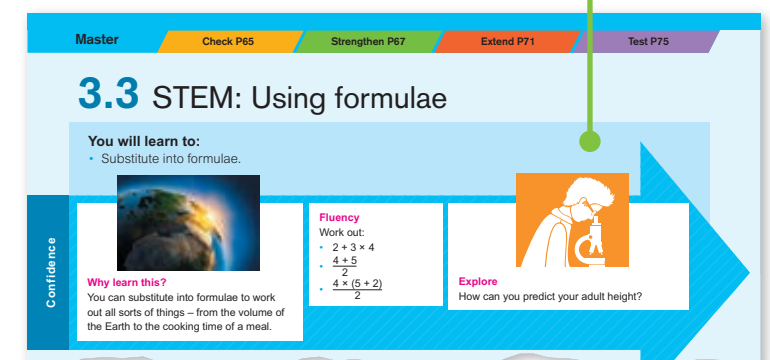 Master
Check P65
Strengthen P67
Extend P71
Test P75
3.3 STEM: Using formulae
You will learn to:
• Substitute into formulae.
Confidence
Why learn this?
You can substitute into formulae to work
out all sorts of things – from the volume of
the Earth to the cooking time of a meal.
Fluency
Work out:
• 2 + 3 × 4
• 4 + 5
2
• 4 × (5 + 2)
2
Explore
How can you predict your adult height?